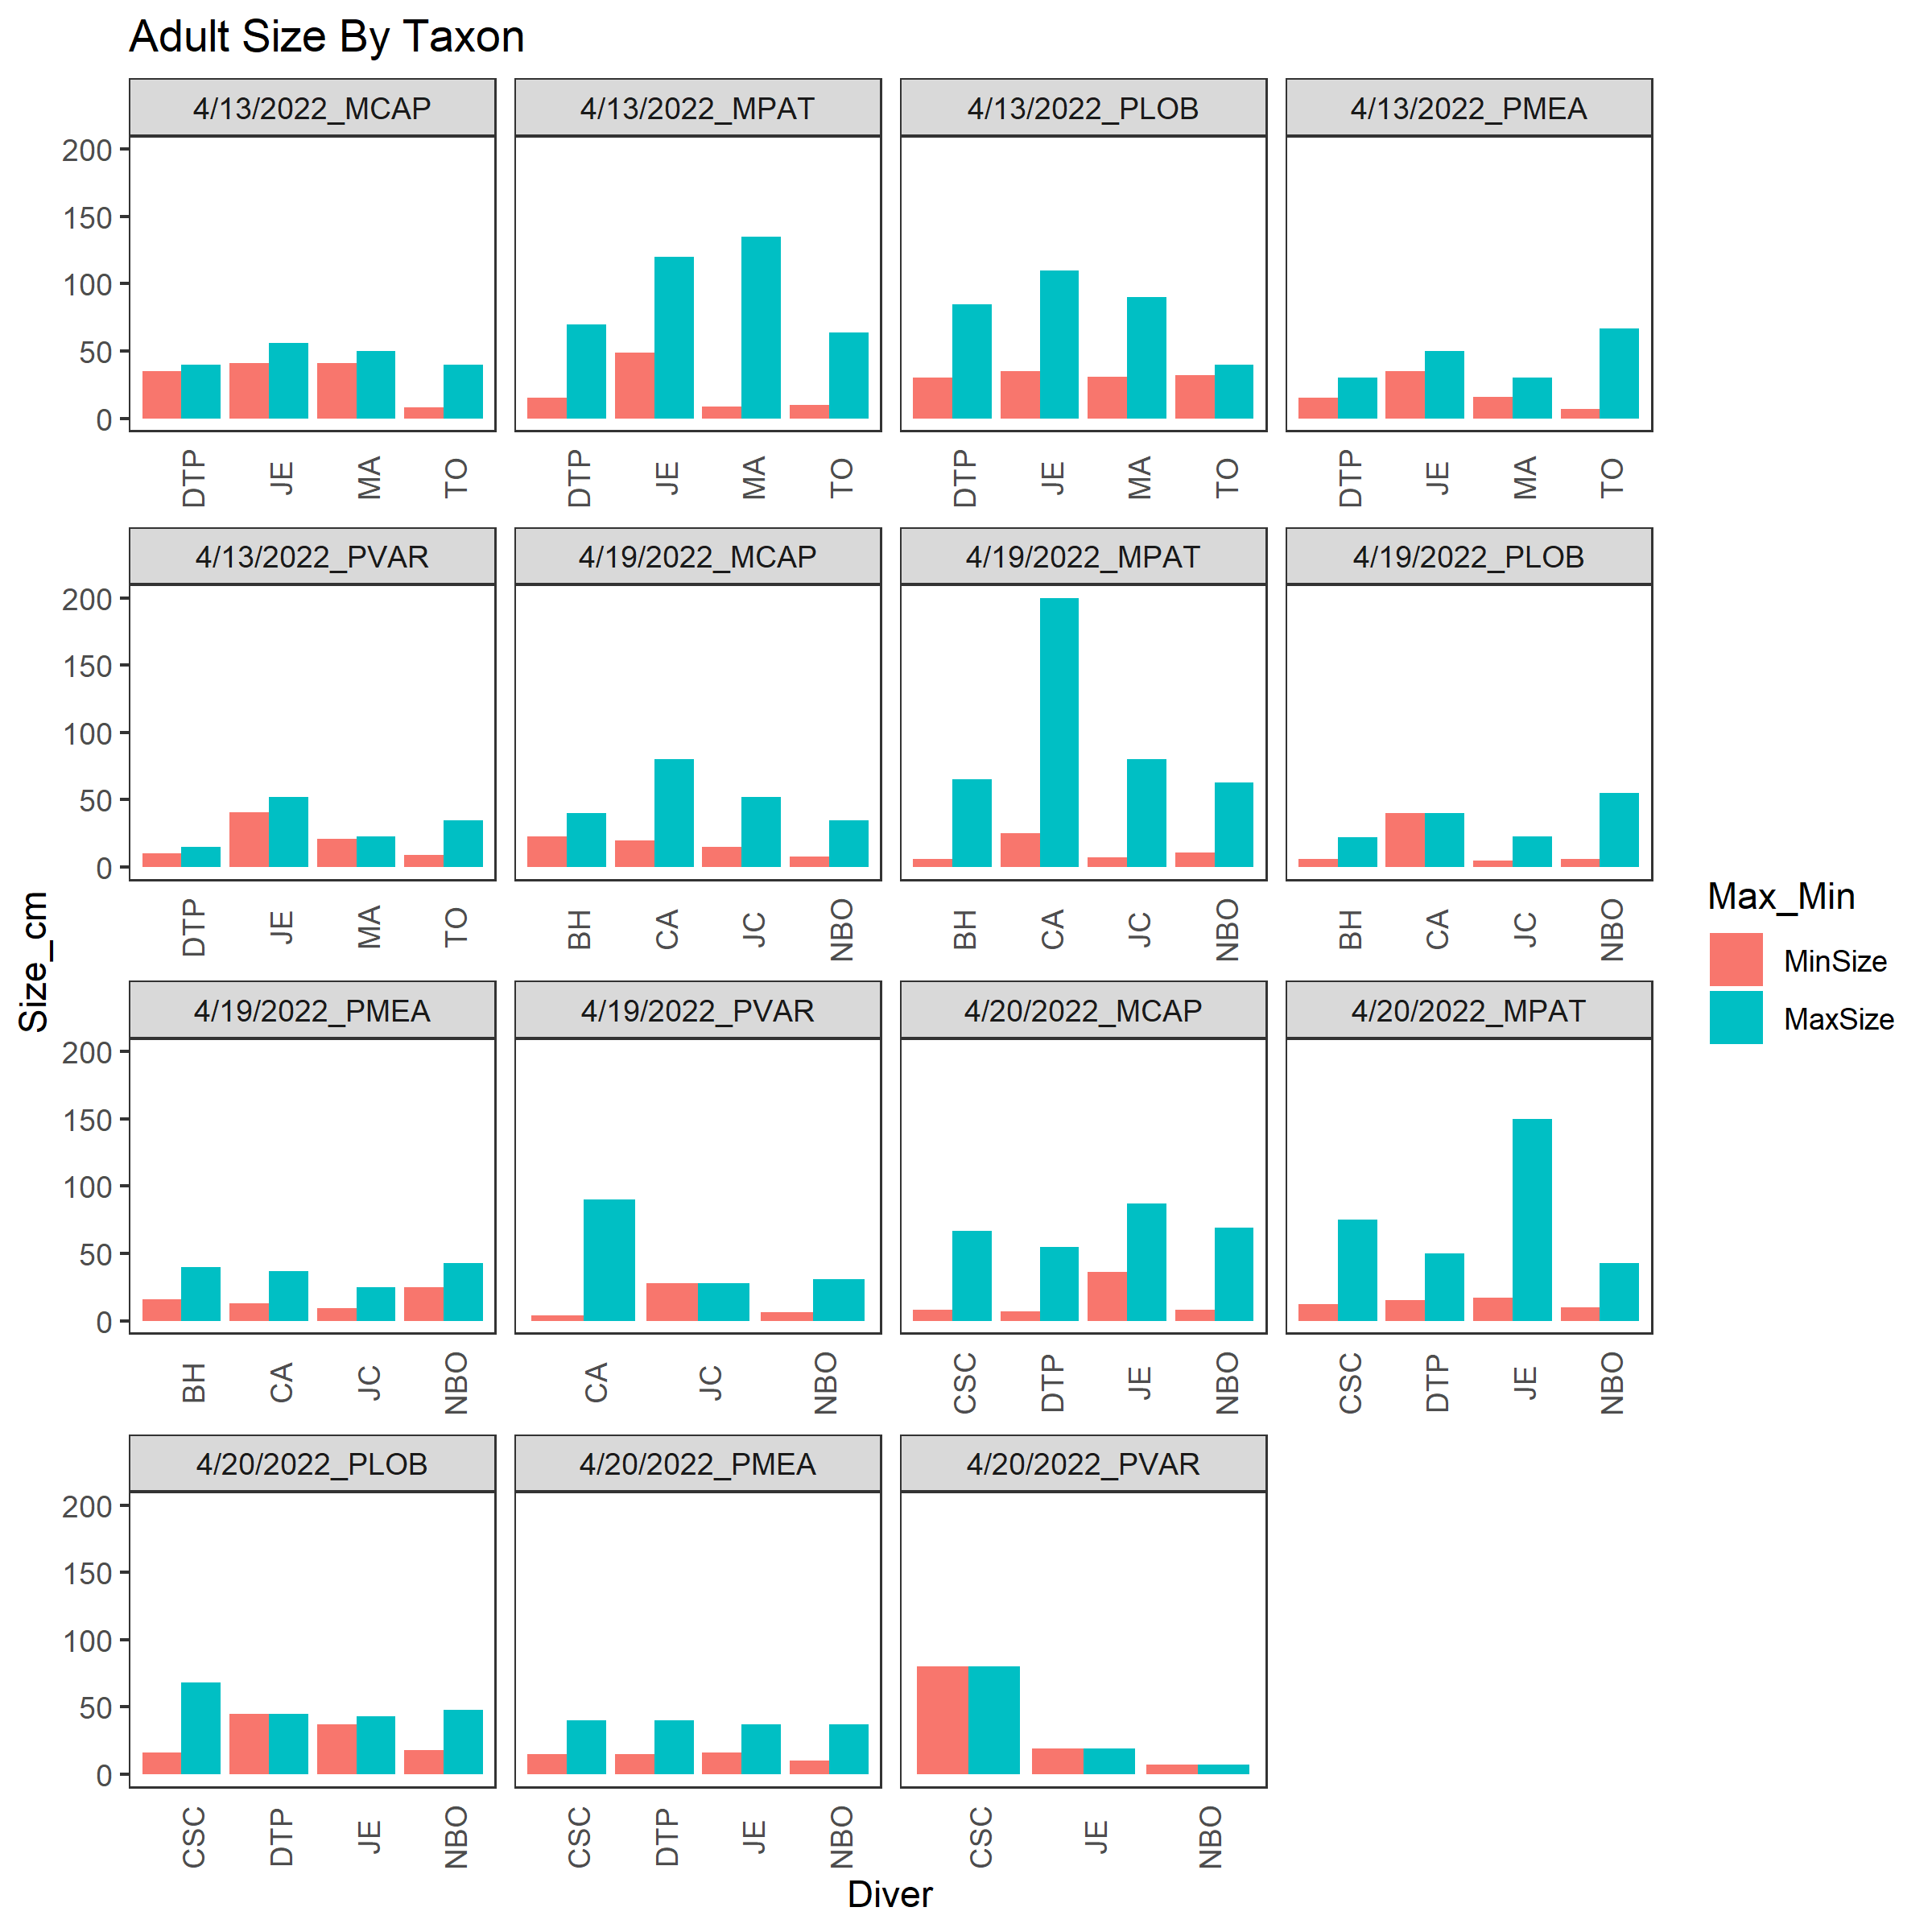 Adult Size By Taxon
4/13/2022_MCAP 4/13/2022_MPAT 4/13/2022_PLOB 4/13/2022_PMEA
200
150
100
50
0
DTP JE MA TO DTP JE MA TO DTP JE MA TO DTP JE MA TO
4/13/2022_PVAR 4/19/2022_MCAP 4/19/2022_MPAT 4/19/2022_PLOB
200
150
100
50
0
DTP JE MA TO BH CA JC NBO BH CA JC NBO BH CA JC NBO
Size_cm
Max_Min
MinSize
MaxSize
4/19/2022_PMEA 4/19/2022_PVAR 4/20/2022_MCAP 4/20/2022_MPAT
200
150
100
50
0
BH CA JC NBO CA JC NBO CSC DTP JE NBO CSC DTP JE NBO
4/20/2022_PLOB 4/20/2022_PMEA 4/20/2022_PVAR
200
150
100
50
0
CSC DTP JE NBO CSC DTP JE NBO CSC JE NBO
Diver